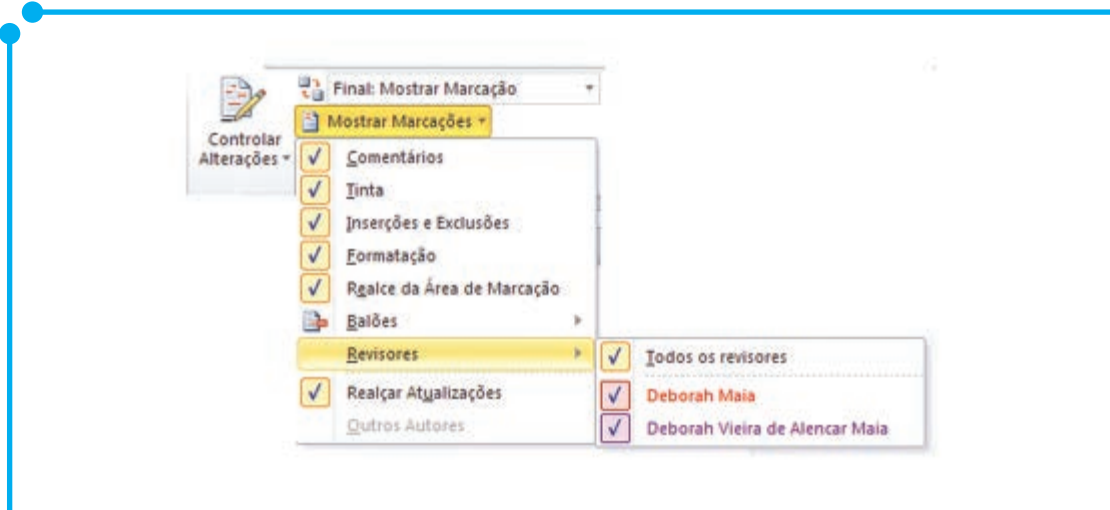 Final: Mostrar Marcação
Mostrar Marcações
Controlar
Alterações
Comentários
Tinta
Inserções e Exclusões
Formatação
Realce da Área de Marcação
Balões
Revisores
Todos os revisores
Realçar Atualizações
Deborah Maia
Outros Autores
Deborah Vieira de Alencar Maia